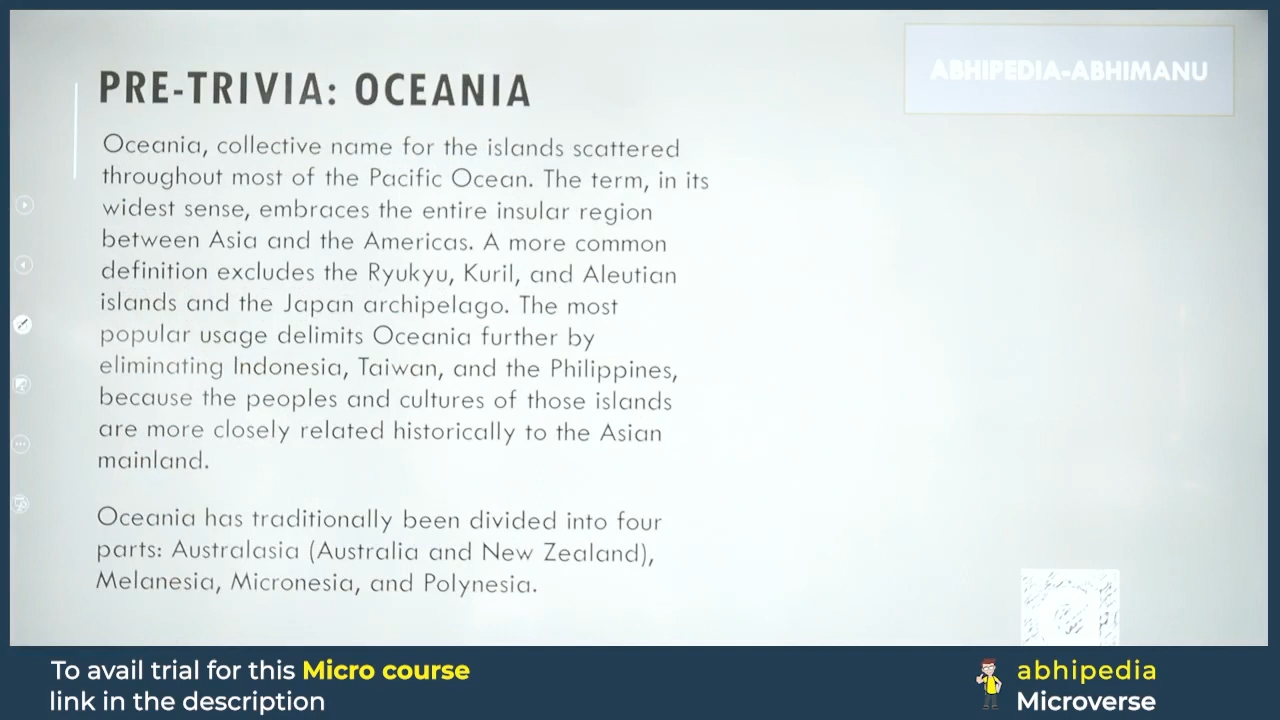 ABHIPEDIA-ABHIMANU
PRE-TRIVIA: OCEANIA
Oceania, collective name for the islands scattered
throughout most of the Pacific Ocean. The term, in its
widest sense, embraces the entire insular region
between Asia and the Americas. A more common
definition excludes the Ryukyu, Kuril, and Aleutian
islands and the Japan archipelago. The most
popular usage delimits Oceania further by
eliminating Indonesia, Taiwan, and the Philippines,
because the peoples and cultures of those islands
are more closely related historically to the Asian
mainland.
Oceania has traditionally been divided into four
parts: Australasia (Australia and New Zealand),
Melanesia, Micronesia, and Polynesia.
To avail trial for this Micro course
link in the description
abhipedia
Microverse